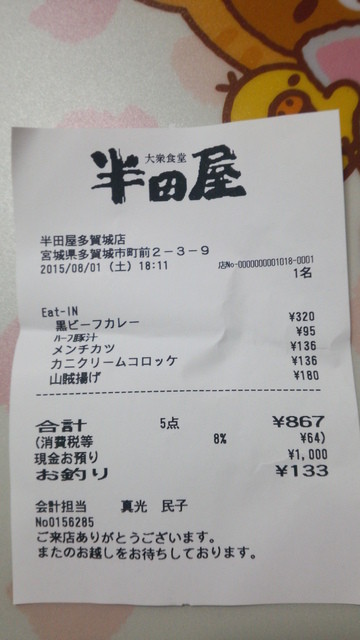 大衆食堂
半田屋
半田屋多賀城店
宮城県多賀城市町前2-3-9
2015/08/01 (土) 18:11 店No-0000000001018-0001
1名
Eat-IN
黒ビーフカレー ¥320
ハーフ豚汁 ¥95
メンチカツ ¥136
カニクリームコロッケ ¥136
山賊揚げ ¥180
合計 5点 ¥867
(消費税等 8% ¥64)
現金お預り ¥1,000
お釣り ¥133
会計担当 真光 民子
No0156285
ご来店ありがとうございます。
またのお越しをお待ちしております。